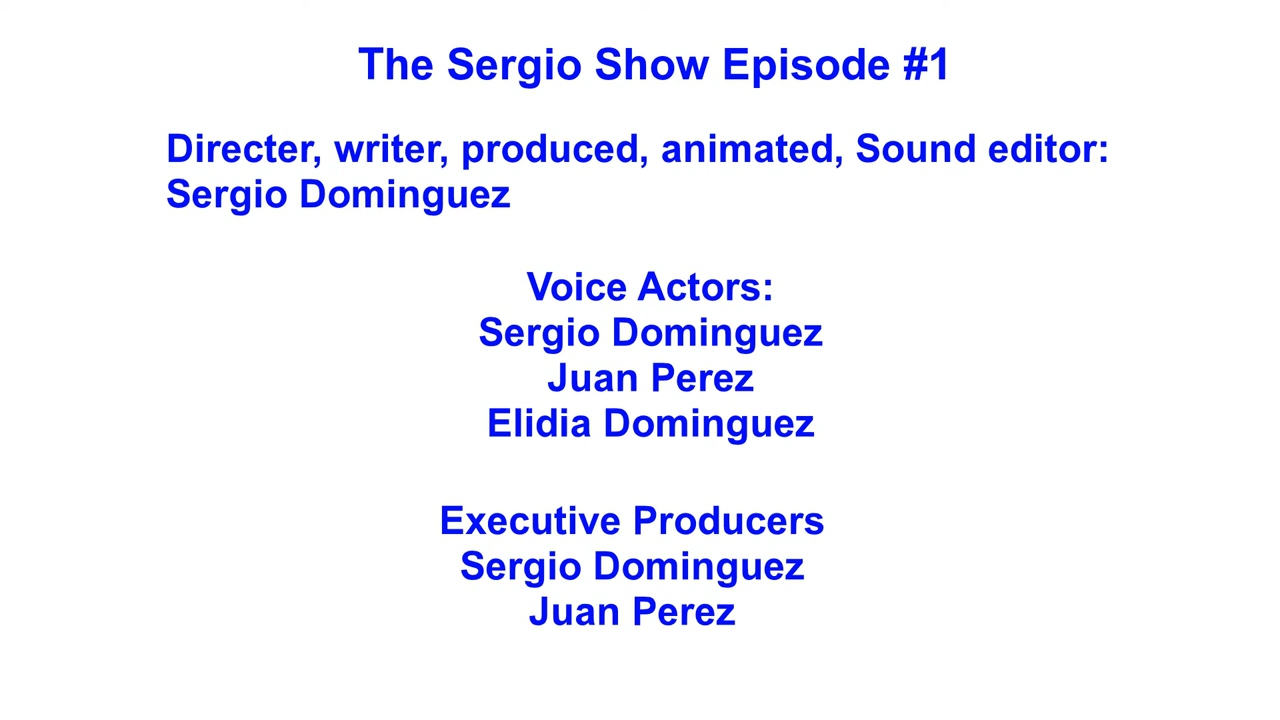 The Sergio Show Episode #1
Directer, writer, produced, animated, Sound editor:
Sergio Dominguez
Voice Actors:
Sergio Dominguez
Juan Perez
Elidia Dominguez
Executive Producers
Sergio Dominguez
Juan Perez